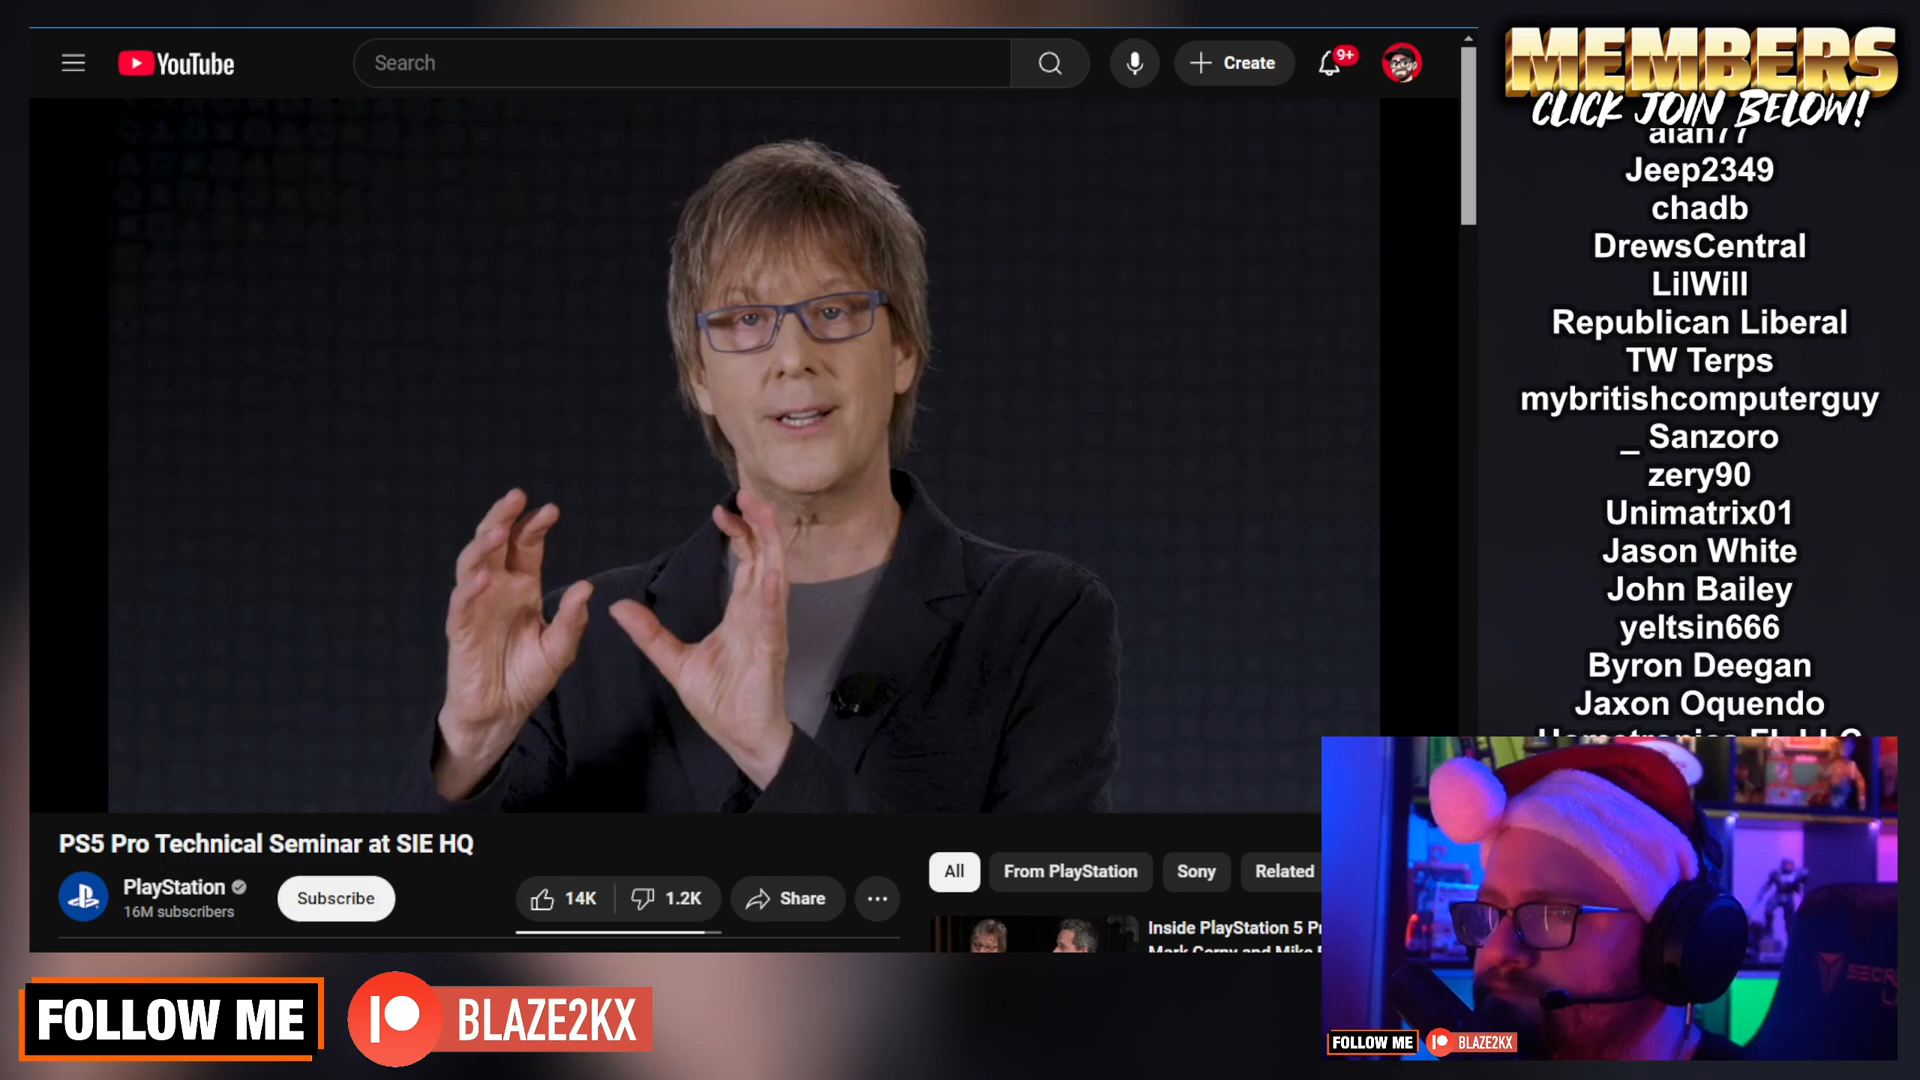 YouTube
Search
Create
9+
MEMBERS
CLICK JOIN BELOW!
alan77
Jeep2349
chadb
DrewsCentral
LilWill
Republican Liberal
TW Terps
mybritishcomputerguy
_ Sanzoro
zery90
Unimatrix01
Jason White
John Bailey
yeltsin666
Byron Deegan
Jaxon Oquendo
PS5 Pro Technical Seminar at SIE HQ
PlayStation
16M subscribers
Subscribe
14K
1.2K
Share
All
From PlayStation
Sony
Related
Inside PlayStation 5
FOLLOW ME
BLAZE2KX
FOLLOW ME
BLAZE2KX